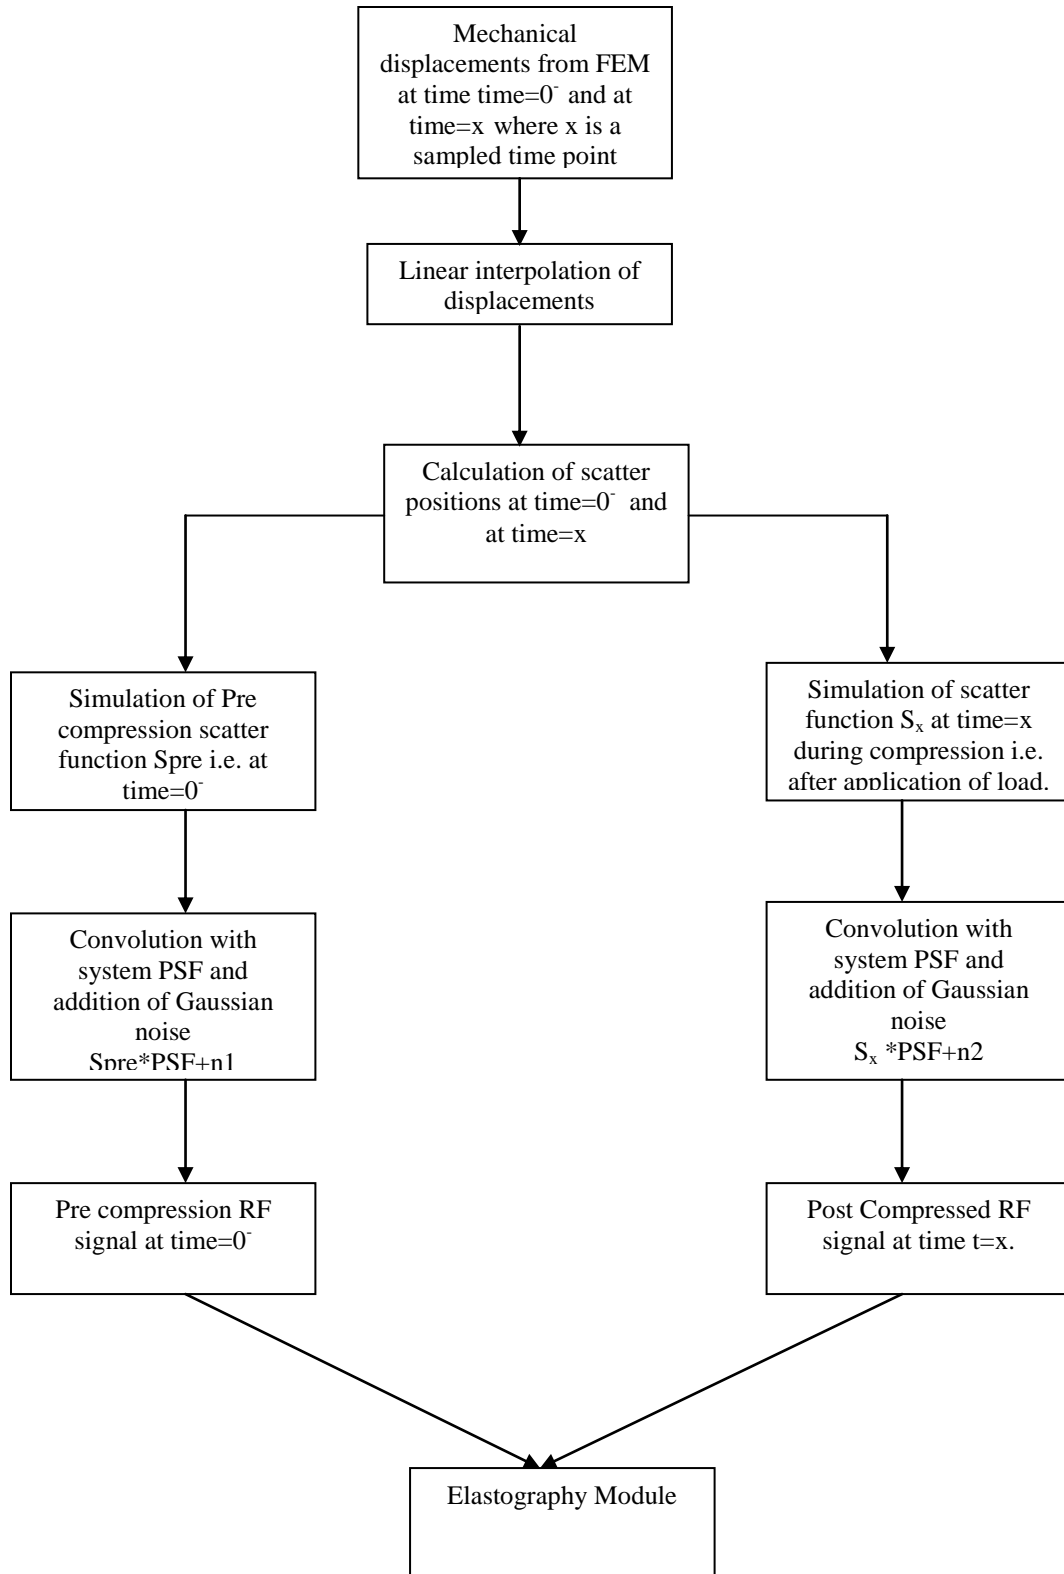 Mechanical
displacements from FEM
at time time=0⁻ and at
time=x where x is a
sampled time point
Linear interpolation of
displacements
Calculation of scatter
positions at time=0⁻ and
at time=x
Simulation of Pre
compression scatter
function Spre i.e. at
time=0⁻
Simulation of scatter
function Sₓ at time=x
during compression i.e.
after application of load.
Convolution with
system PSF and
addition of Gaussian
noise
Spre*PSF+n1
Convolution with
system PSF and
addition of Gaussian
noise
Sₓ *PSF+n2
Pre compression RF
signal at time=0⁻
Post Compressed RF
signal at time t=x.
Elastography Module